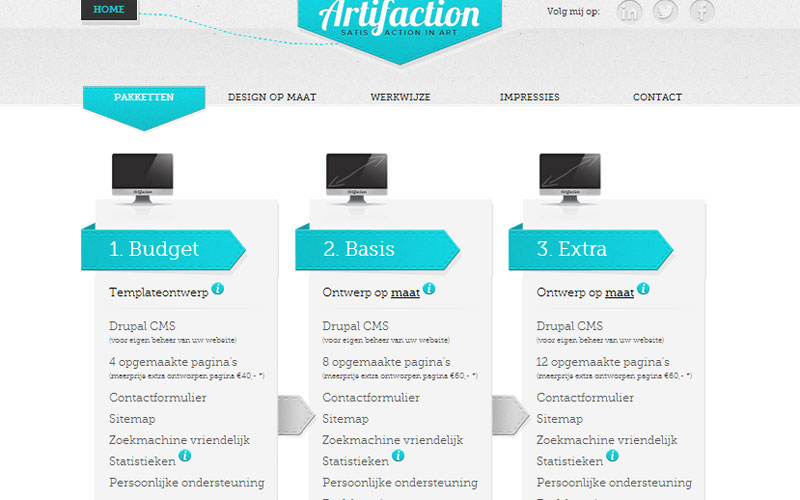 HOME
Artifaction
SATIS ACTION IN ART
Volg mij op:
in
f
PAKKETTEN
DESIGN OP MAAT
WERKWIJZE
IMPRESSIES
CONTACT
Artifaction
Artifaction
Artifaction
1. Budget
Templateontwerp i
Drupal CMS
(voor eigen beheer van uw website)
4 opgemaakte pagina's
(meerprijs extra ontworpen pagina €40,- *)
Contactformulier
Sitemap
Zoekmachine vriendelijk
Statistieken i
Persoonlijke ondersteuning
2. Basis
Ontwerp op maat i
Drupal CMS
(voor eigen beheer van uw website)
8 opgemaakte pagina's
(meerprijs extra ontworpen pagina €60,- *)
Contactformulier
Sitemap
Zoekmachine vriendelijk
Statistieken i
Persoonlijke ondersteuning
3. Extra
Ontwerp op maat i
Drupal CMS
(voor eigen beheer van uw website)
12 opgemaakte pagina's
(meerprijs extra ontworpen pagina €60,- *)
Contactformulier
Sitemap
Zoekmachine vriendelijk
Statistieken i
Persoonlijke ondersteuning